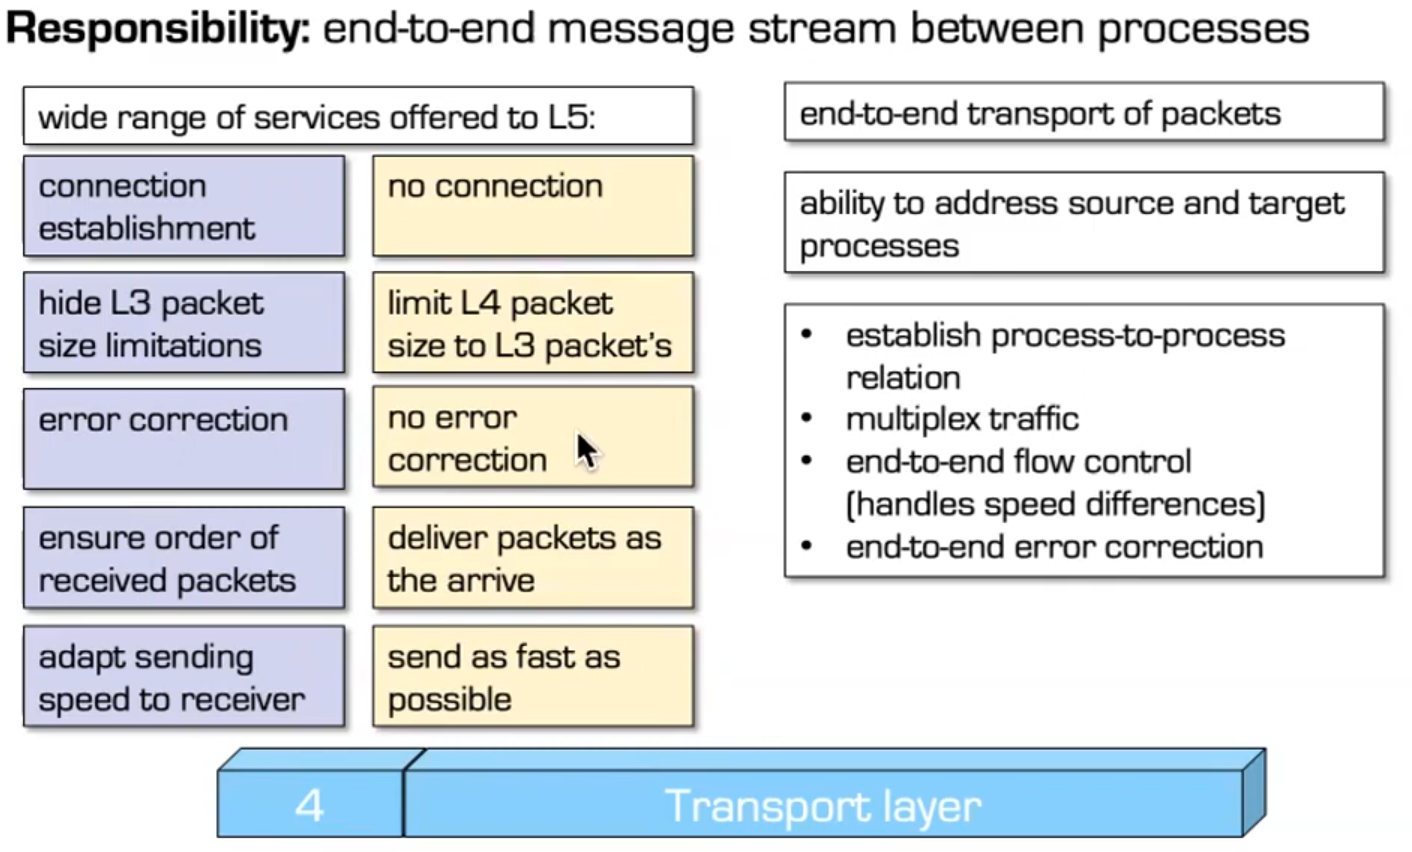 Responsibility: end-to-end message stream between processes
wide range of services offered to L5:
connection
establishment
no connection
hide L3 packet
size limitations
limit L4 packet
size to L3 packet's
error correction
no error
correction
ensure order of
received packets
deliver packets as
the arrive
adapt sending
speed to receiver
send as fast as
possible
end-to-end transport of packets
ability to address source and target
processes
• establish process-to-process
relation
• multiplex traffic
• end-to-end flow control
(handles speed differences)
• end-to-end error correction
4
Transport layer